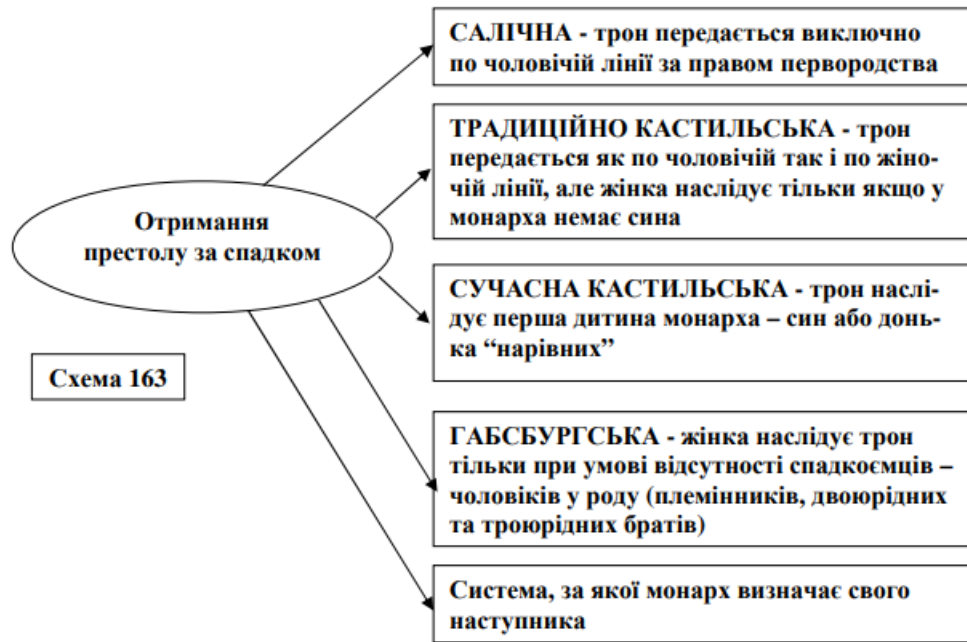 САЛІЧНА - трон передається виключно
по чоловічій лінії за правом первородства
ТРАДИЦІЙНО КАСТИЛЬСЬКА - трон
передається як по чоловічій так і по жіно-
чій лінії, але жінка наслідує тільки якщо у
монарха немає сина
Отримання
престолу за спадком
СУЧАСНА КАСТИЛЬСЬКА - трон наслі-
дує перша дитина монарха – син або донь-
ка “нарівних”
Схема 163
ГАБСБУРГСЬКА - жінка наслідує трон
тільки при умові відсутності спадкоємців –
чоловіків у роду (племінників, двоюрідних
та троюрідних братів)
Система, за якої монарх визначає свого
наступника